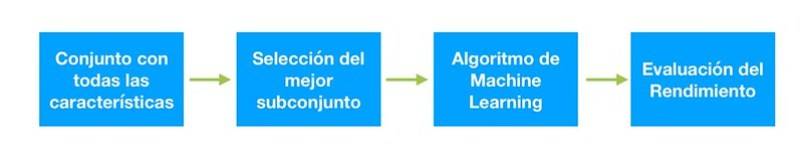 Conjunto con
todas las
características
Selección del
mejor
subconjunto
Algoritmo de
Machine
Learning
Evaluación del
Rendimiento